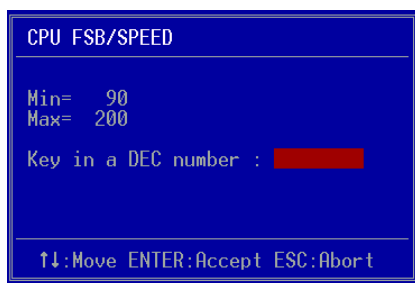 CPU FSB/SPEED
Min= 90
Max= 200
Key in a DEC number :
↑↓:Move ENTER:Accept ESC:Abort